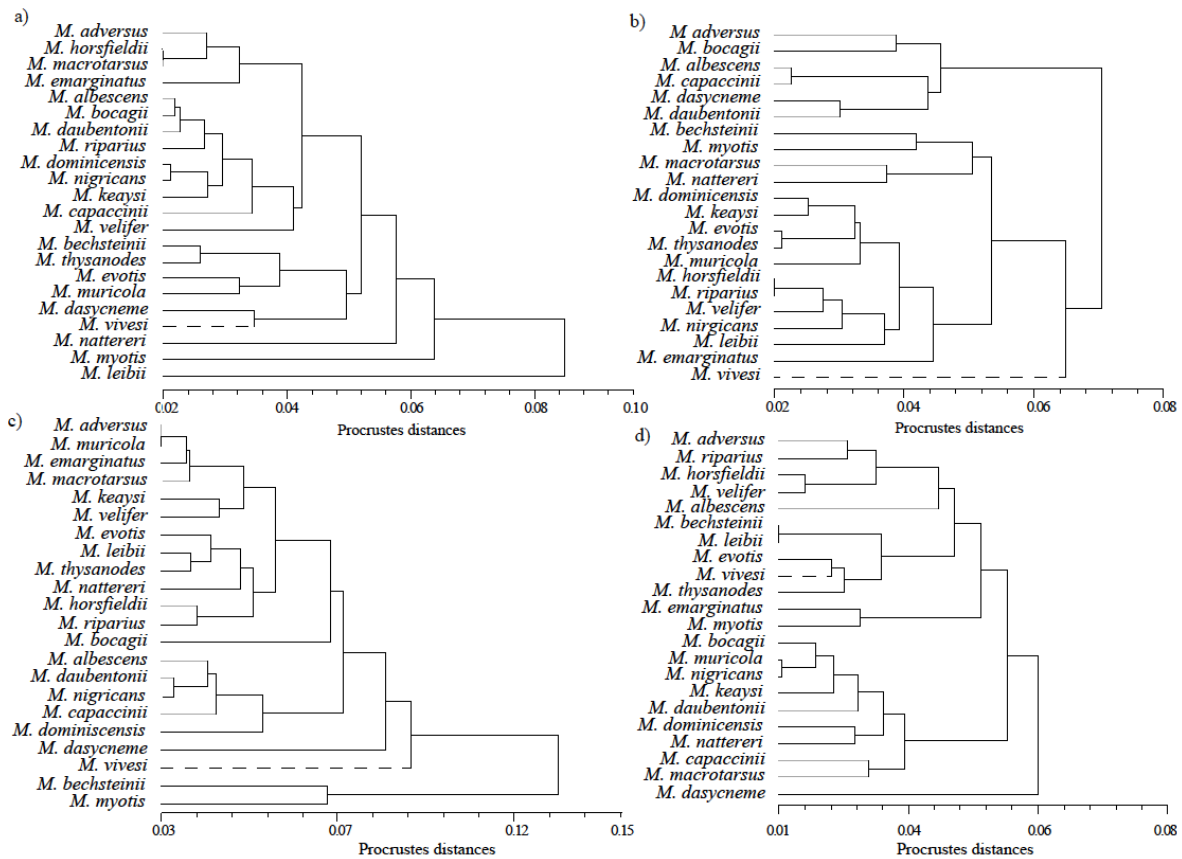 a)
M. adversus
M. horsfieldii
M. macrotarsus
M. emarginatus
M. albescens
M. bocagii
M. daubentonii
M. riparius
M. dominicensis
M. nigricans
M. keaysi
M. capaccinii
M. velifer
M. bechsteinii
M. thysanodes
M. evotis
M. muricola
M. dasycneme
M. vivesi
M. nattereri
M. myotis
M. leibii
0.02 0.04 0.06 0.08 0.10
Procrustes distances
b)
M. adversus
M. bocagii
M. albescens
M. capaccinii
M. dasycneme
M. daubentonii
M. bechsteinii
M. myotis
M. macrotarsus
M. nattereri
M. dominicensis
M. keaysi
M. evotis
M. thysanodes
M. muricola
M. horsfieldii
M. riparius
M. velifer
M. nirgicans
M. leibii
M. emarginatus
M. vivesi
0.02 0.04 0.06 0.08
Procrustes distances
c)
M. adversus
M. muricola
M. emarginatus
M. macrotarsus
M. keaysi
M. velifer
M. evotis
M. leibii
M. thysanodes
M. nattereri
M. horsfieldii
M. riparius
M. bocagii
M. albescens
M. daubentonii
M. nigricans
M. capaccinii
M. dominiscensis
M. dasycneme
M. vivesi
M. bechsteinii
M. myotis
0.03 0.07 0.12 0.15
Procrustes distances
d)
M. adversus
M. riparius
M. horsfieldii
M. velifer
M. albescens
M. bechsteinii
M. leibii
M. evotis
M. vivesi
M. thysanodes
M. emarginatus
M. myotis
M. bocagii
M. muricola
M. nigricans
M. keaysi
M. daubentonii
M. dominicensis
M. nattereri
M. capaccinii
M. macrotarsus
M. dasycneme
0.01 0.04 0.06 0.08
Procrustes distances